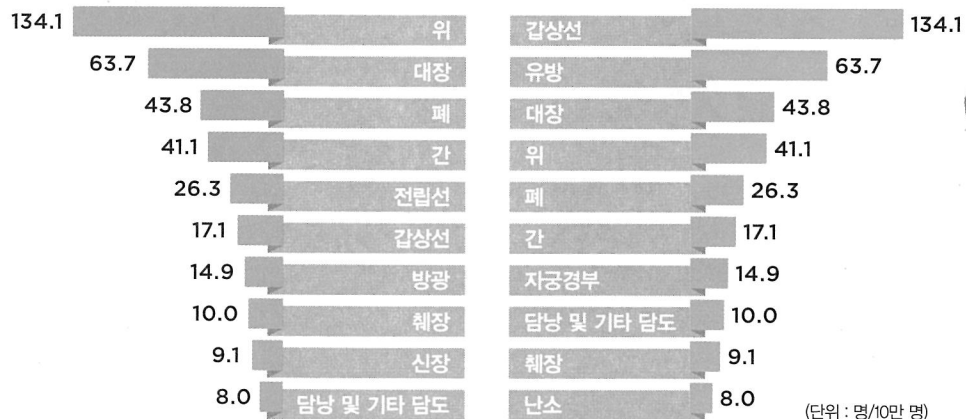 134.1 위 갑상선 134.1
63.7 대장 유방 63.7
43.8 폐 대장 43.8
41.1 간 위 41.1
26.3 전립선 폐 26.3
17.1 갑상선 간 17.1
14.9 방광 자궁경부 14.9
10.0 췌장 담낭 및 기타 담도 10.0
9.1 신장 췌장 9.1
8.0 담낭 및 기타 담도 난소 8.0
(단위 : 명/10만 명)